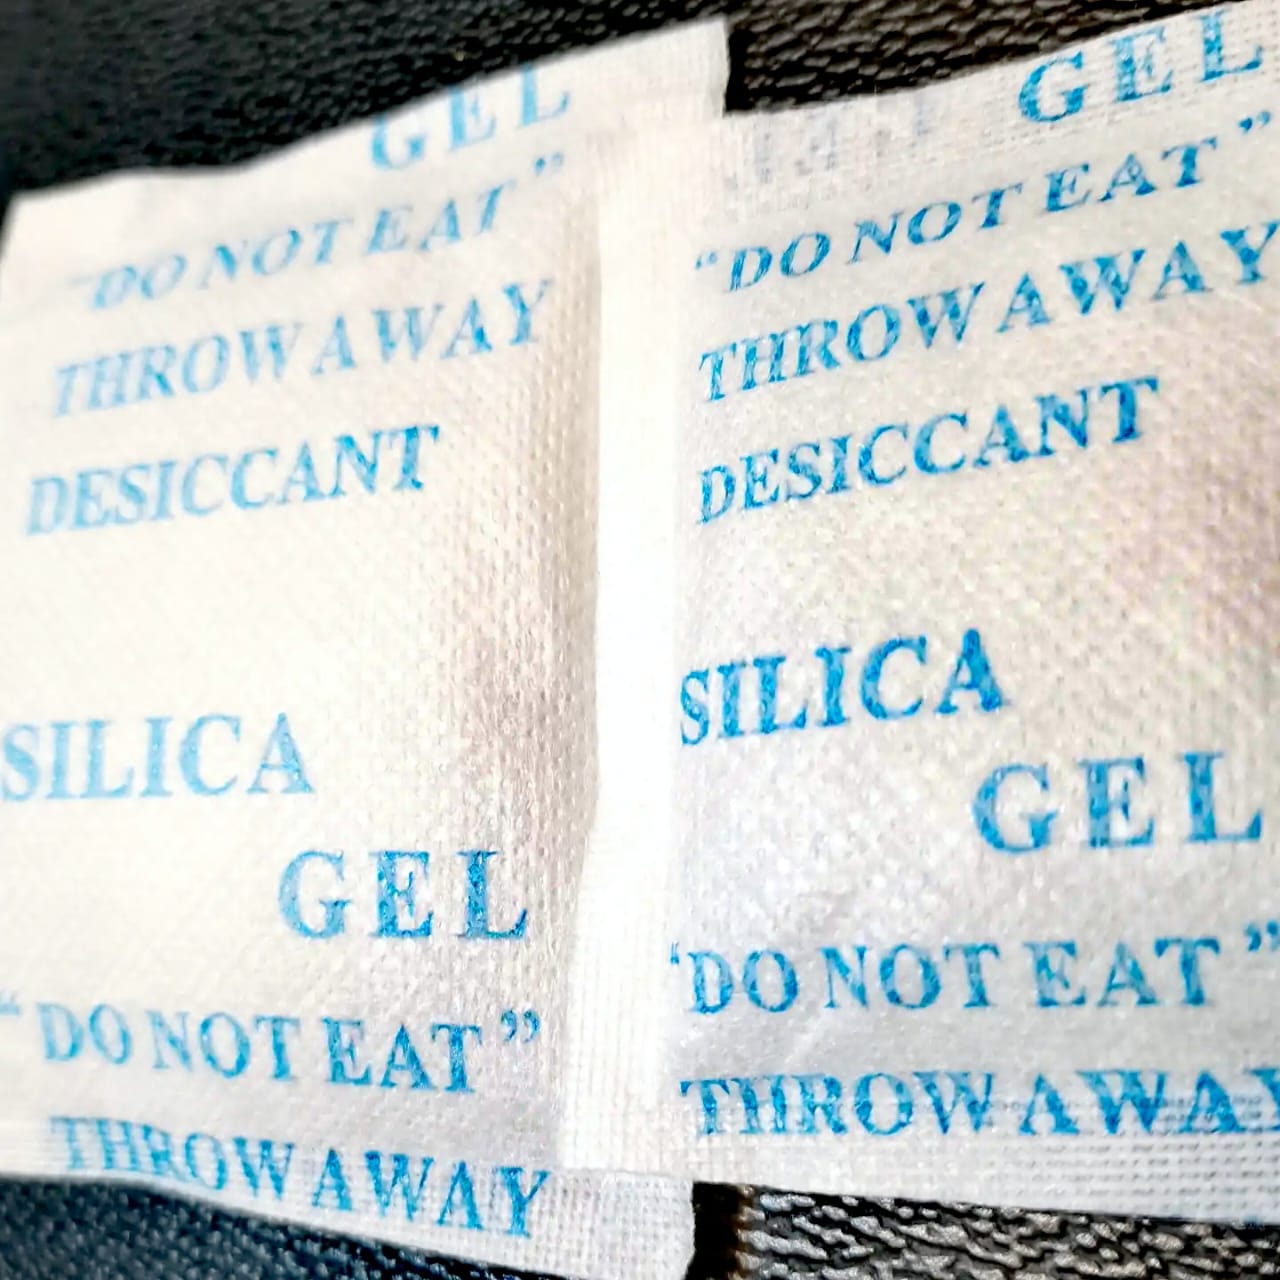 GEL
"DO NOT EAT"
THROW AWAY
DESICCANT
SILICA
GEL
"DO NOT EAT"
THROW AWAY
GEL
"DO NOT EAT"
THROW AWAY
DESICCANT
SILICA
GEL
"DO NOT EAT"
THROW AWAY